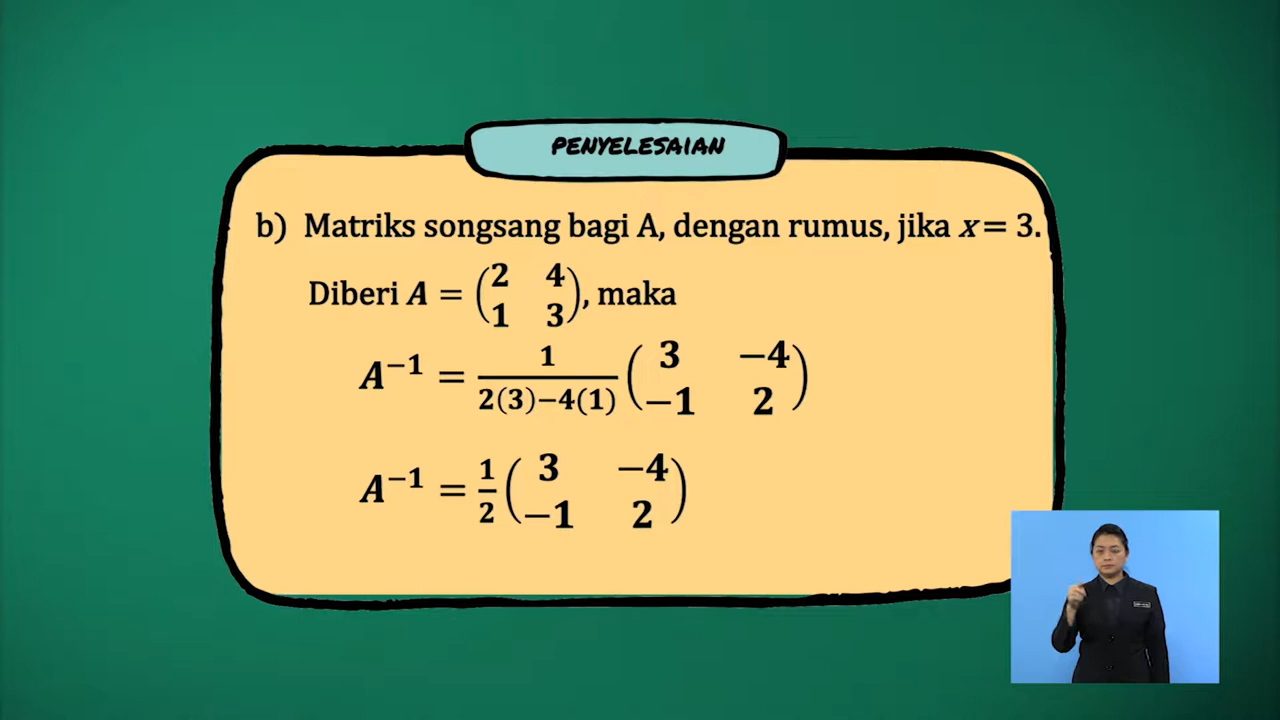 PENYELESAIAN
b) Matriks songsang bagi A, dengan rumus, jika x = 3.
Diberi A = (2 4
1 3), maka
A⁻¹ = 1/(2(3)−4(1)) (3 −4
−1 2)
A⁻¹ = 1/2 (3 −4
−1 2)